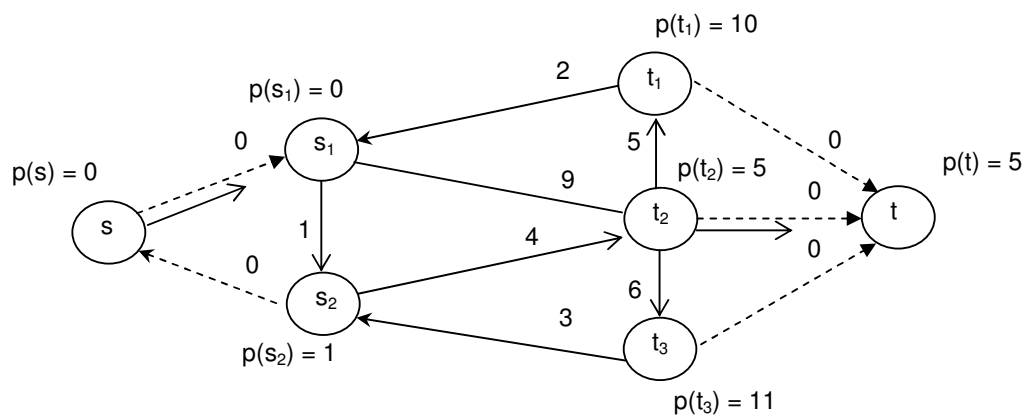 p(t₁) = 10
2
t₁
p(s₁) = 0
0
s₁
5
0
p(s) = 0
9
p(t₂) = 5
p(t) = 5
s
t₂
0
t
1
4
0
0
s₂
6
3
t₃
p(s₂) = 1
p(t₃) = 11